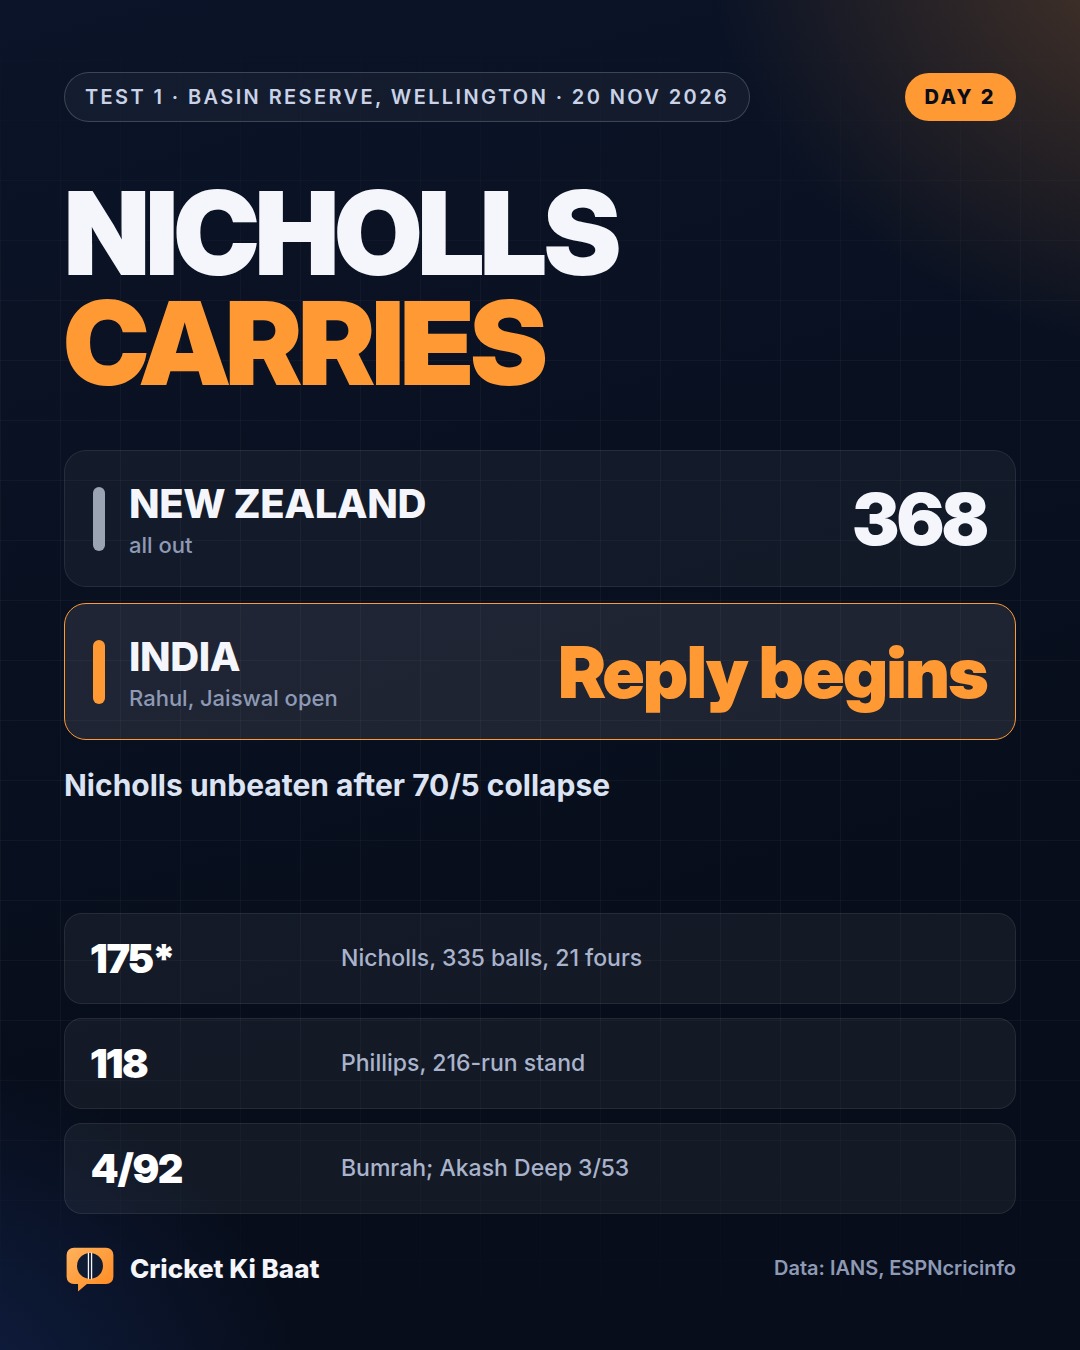 TEST 1 · BASIN RESERVE, WELLINGTON · 20 NOV 2026
DAY 2
NICHOLLS
CARRIES
NEW ZEALAND
all out
368
INDIA
Rahul, Jaiswal open
Reply begins
Nicholls unbeaten after 70/5 collapse
175*
Nicholls, 335 balls, 21 fours
118
Phillips, 216-run stand
4/92
Bumrah; Akash Deep 3/53
Cricket Ki Baat
Data: IANS, ESPNcricinfo